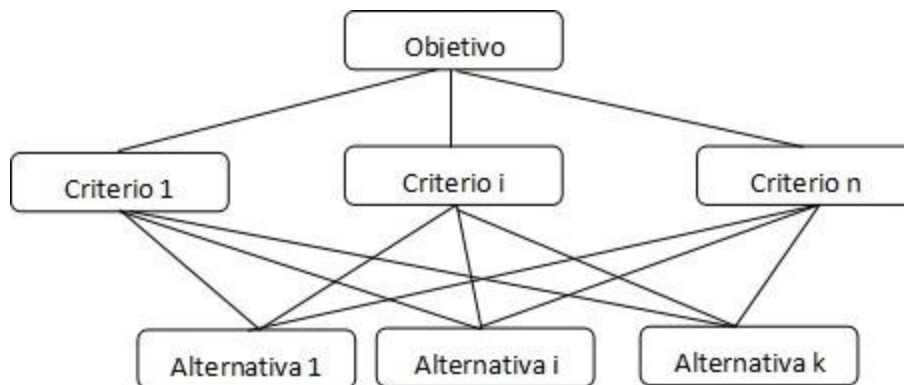 Objetivo
Criterio 1
Criterio i
Criterio n
Alternativa 1
Alternativa i
Alternativa k